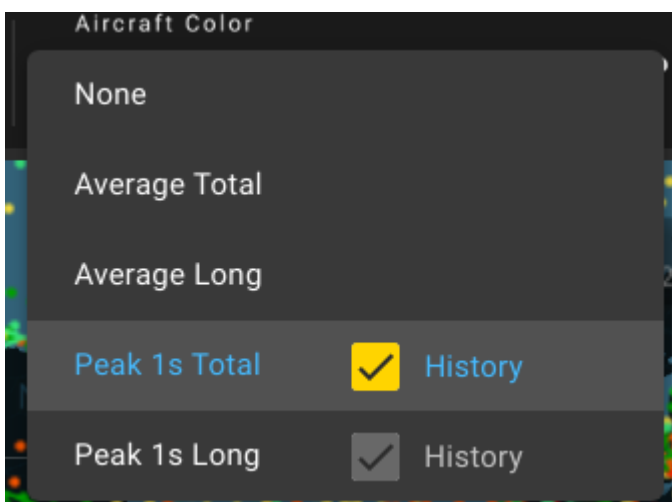 Aircraft Color
None
Average Total
Average Long
Peak 1s Total History
Peak 1s Long History